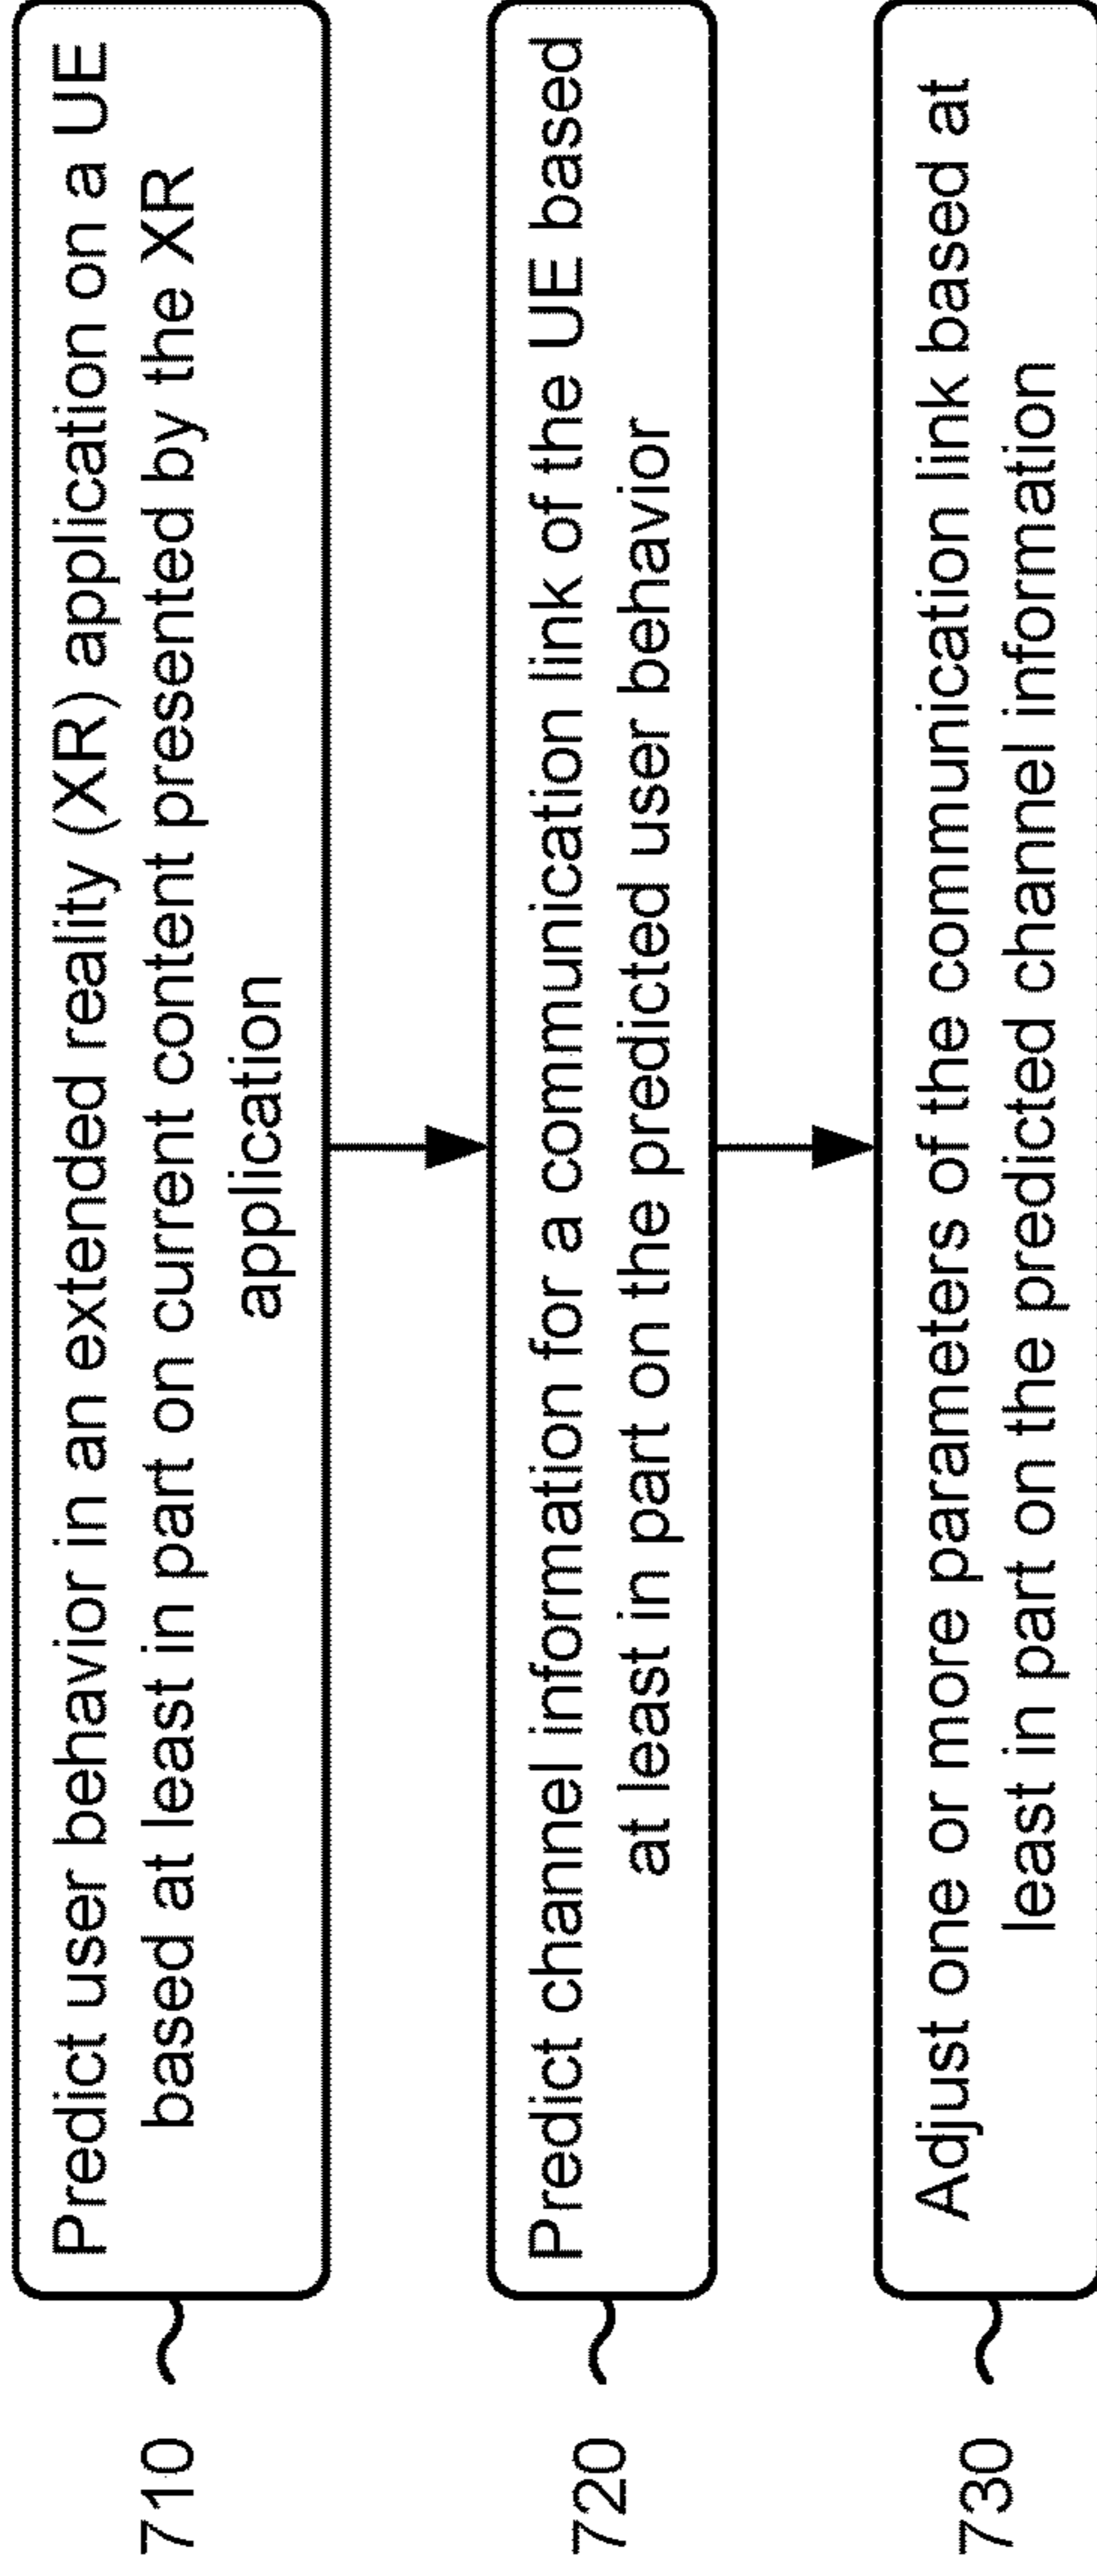 710
Predict user behavior in an extended reality (XR) application on a UE
based at least in part on current content presented by the XR
application
720
Predict channel information for a communication link of the UE based
at least in part on the predicted user behavior
730
Adjust one or more parameters of the communication link based at
least in part on the predicted channel information